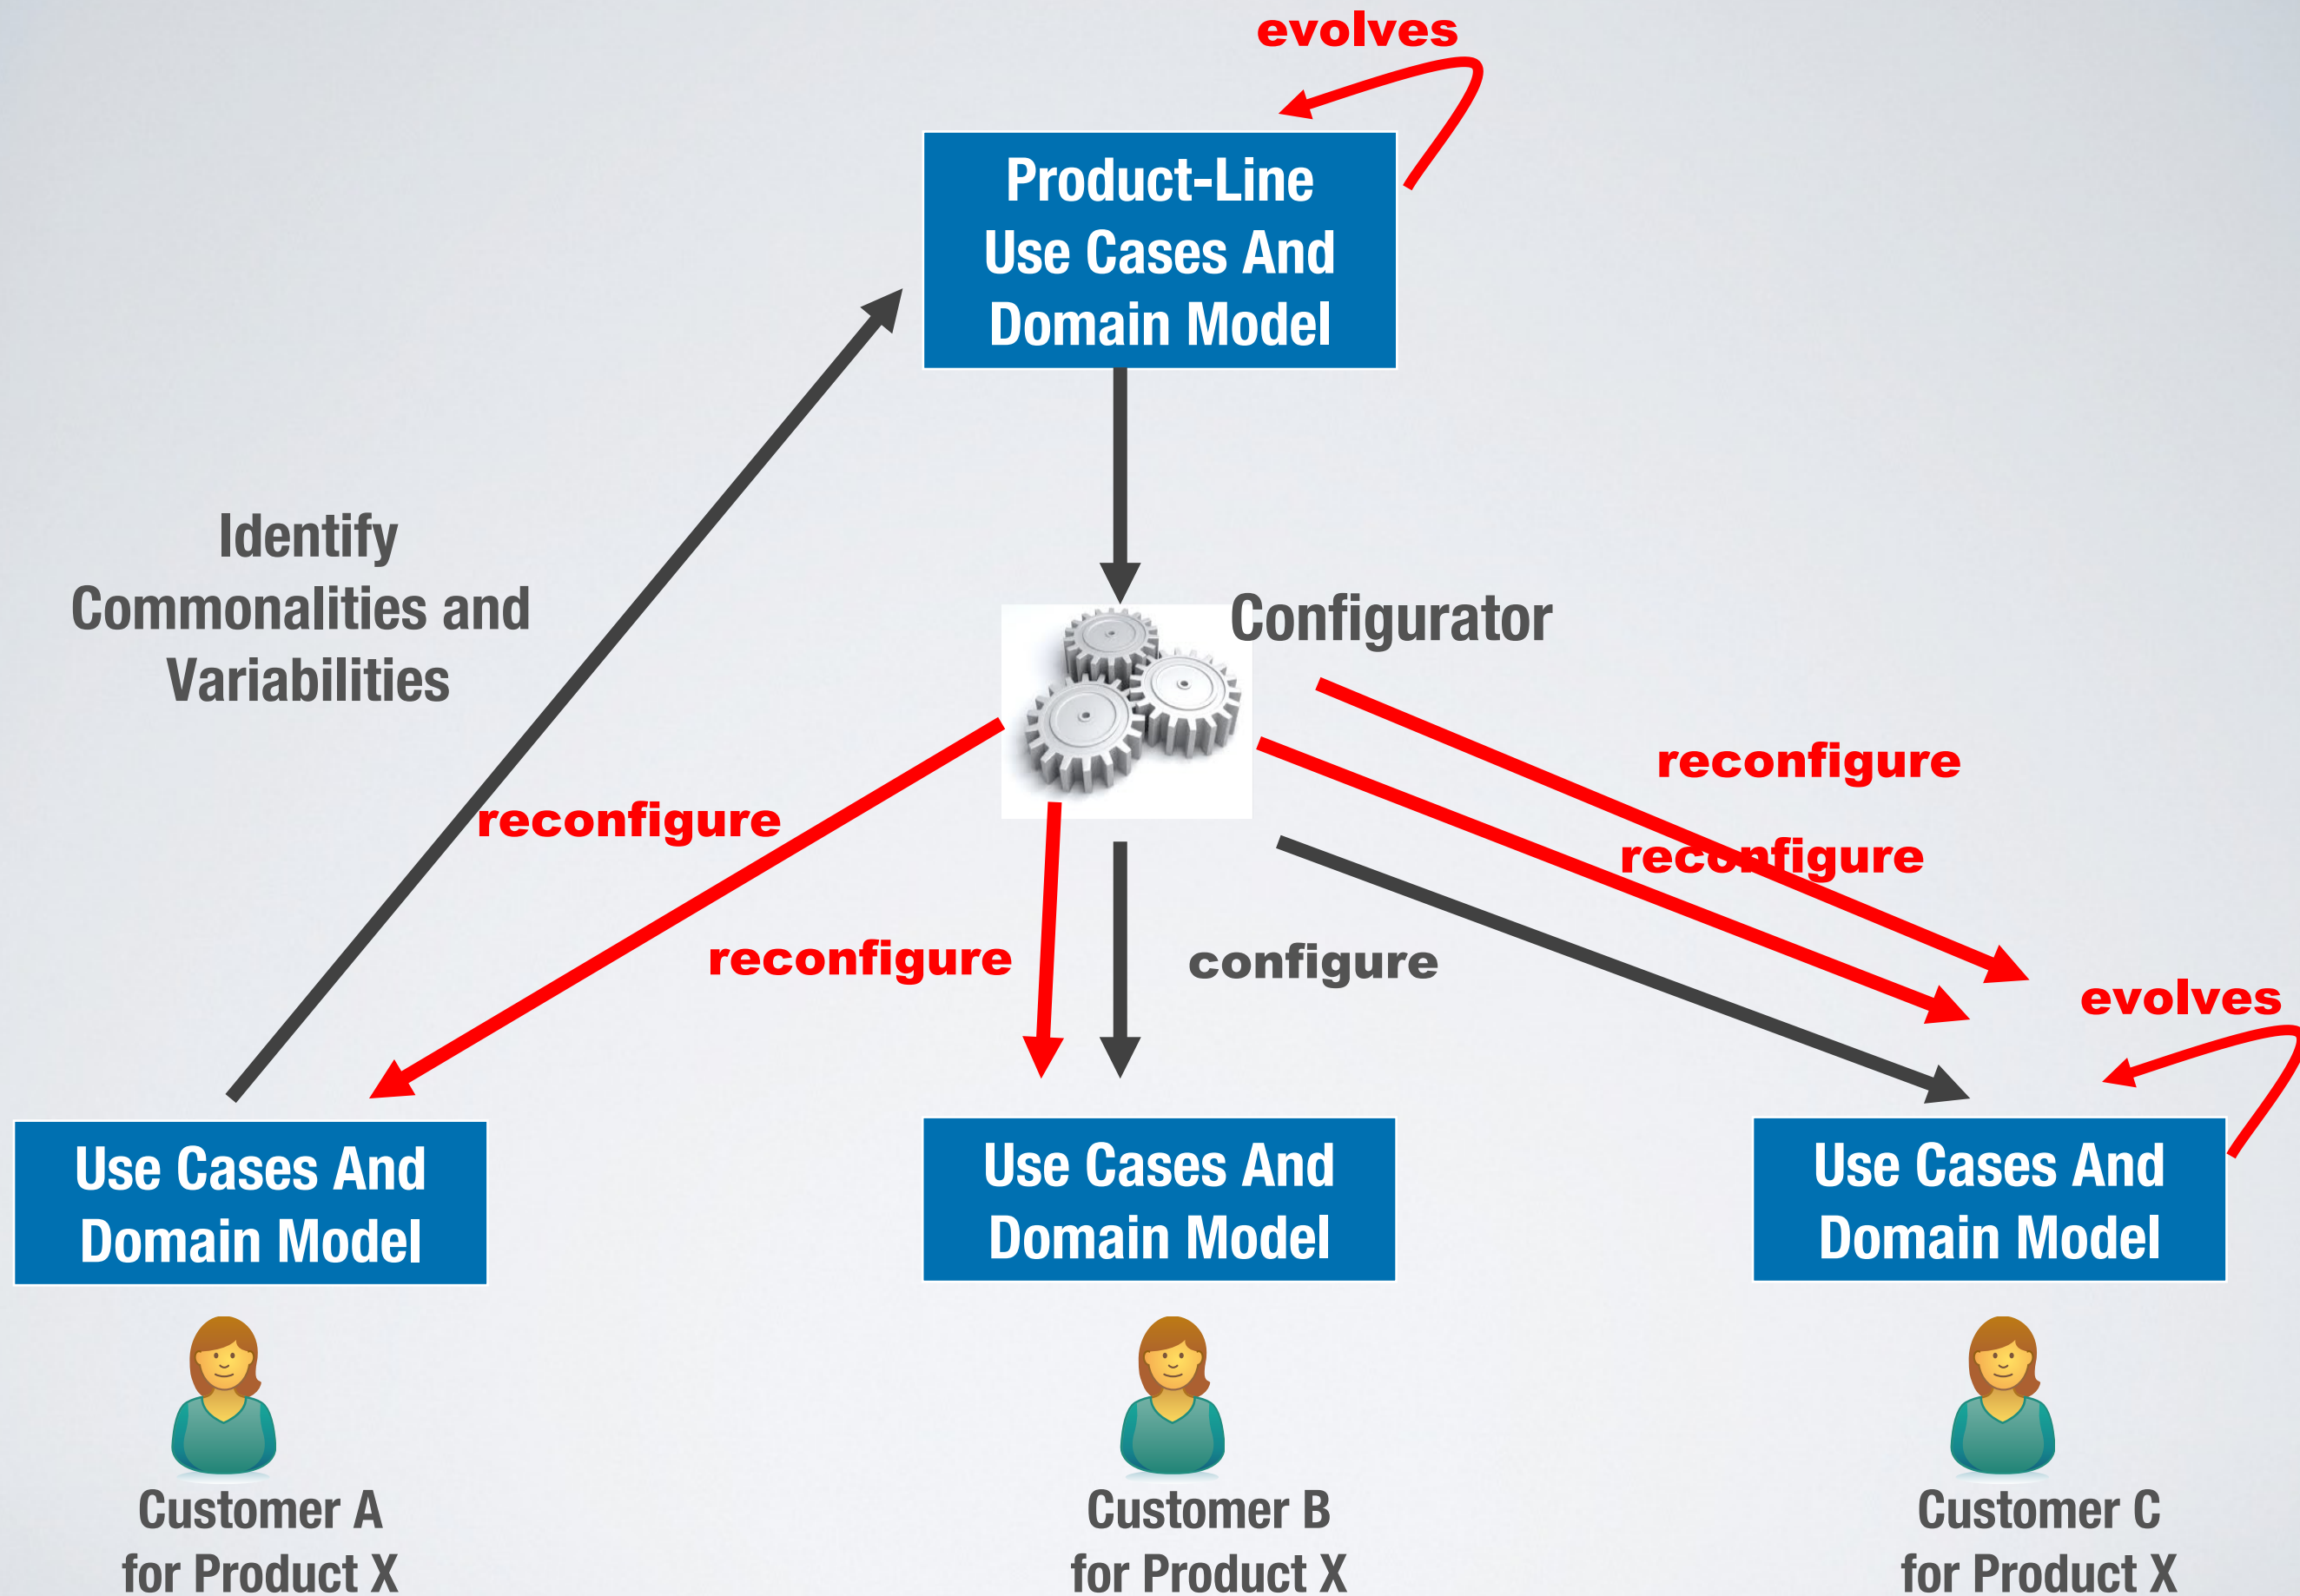 evolves
Product-Line
Use Cases And
Domain Model
Identify
Commonalities and
Variabilities
Configurator
reconfigure
reconfigure
reconfigure
reconfigure
configure
evolves
Use Cases And
Domain Model
Use Cases And
Domain Model
Use Cases And
Domain Model
Customer A
for Product X
Customer B
for Product X
Customer C
for Product X